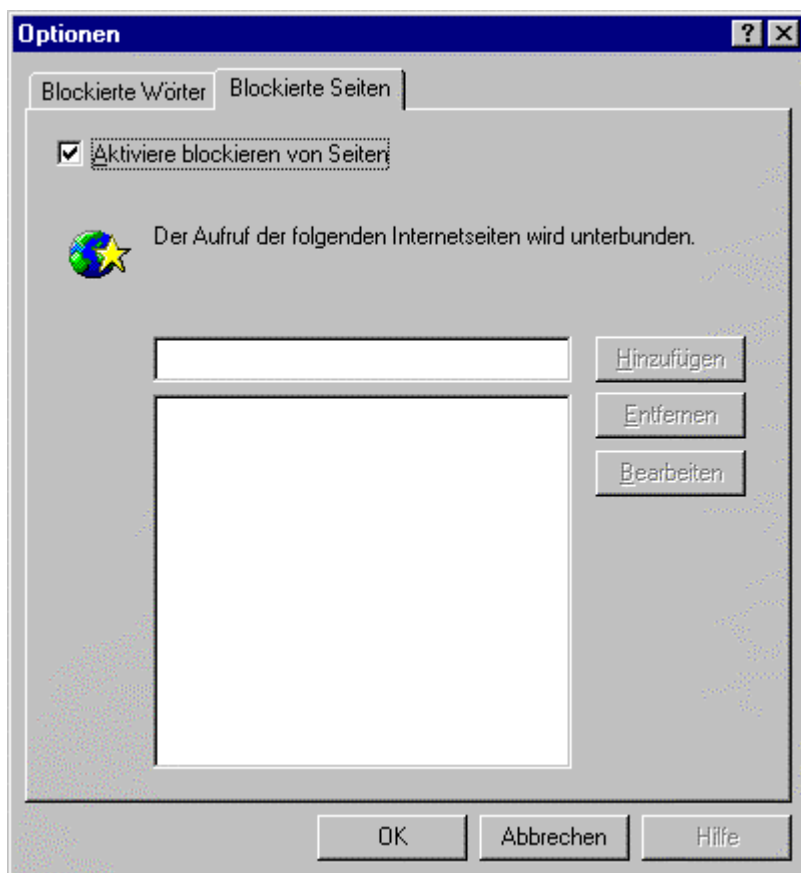 Optionen
Blockierte Wörter
Blockierte Seiten
Aktiviere blockieren von Seiten
Der Aufruf der folgenden Internetseiten wird unterbunden.
Hinzufügen
Entfernen
Bearbeiten
OK
Abbrechen
Hilfe